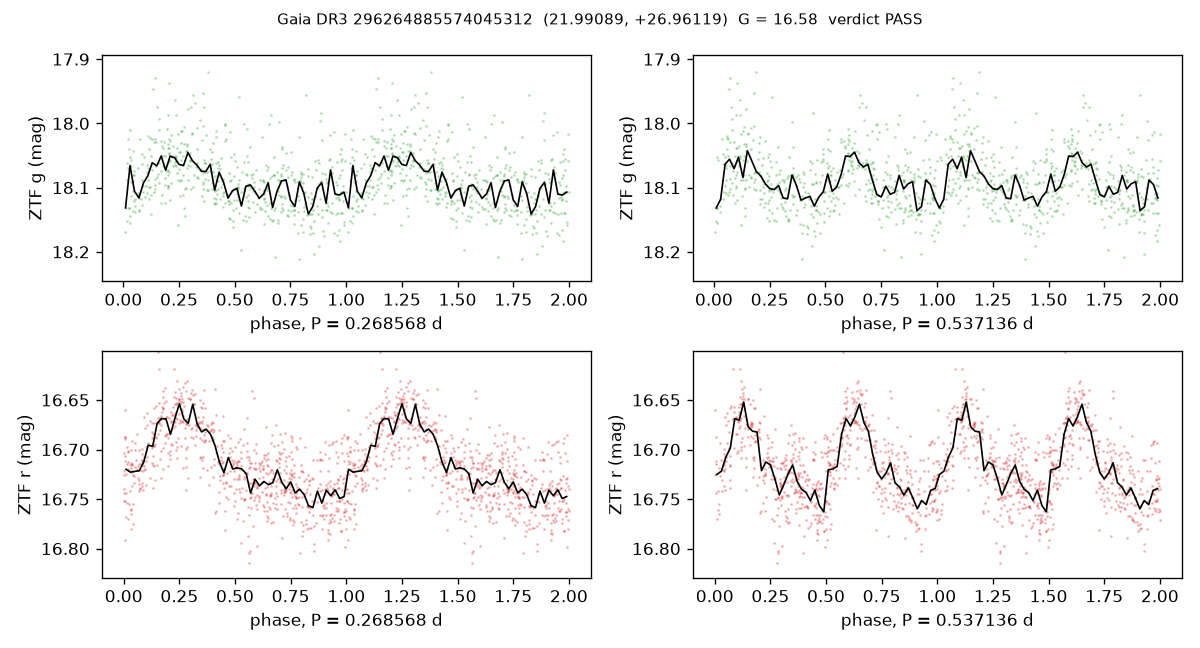 Gaia DR3 296264885574045312 (21.99089, +26.96119) G = 16.58 verdict PASS
ZTF g (mag)
17.9
18.0
18.1
18.2
0.00 0.25 0.50 0.75 1.00 1.25 1.50 1.75 2.00
phase, P = 0.268568 d
ZTF g (mag)
17.9
18.0
18.1
18.2
0.00 0.25 0.50 0.75 1.00 1.25 1.50 1.75 2.00
phase, P = 0.537136 d
ZTF r (mag)
16.65
16.70
16.75
16.80
0.00 0.25 0.50 0.75 1.00 1.25 1.50 1.75 2.00
phase, P = 0.268568 d
ZTF r (mag)
16.65
16.70
16.75
16.80
0.00 0.25 0.50 0.75 1.00 1.25 1.50 1.75 2.00
phase, P = 0.537136 d